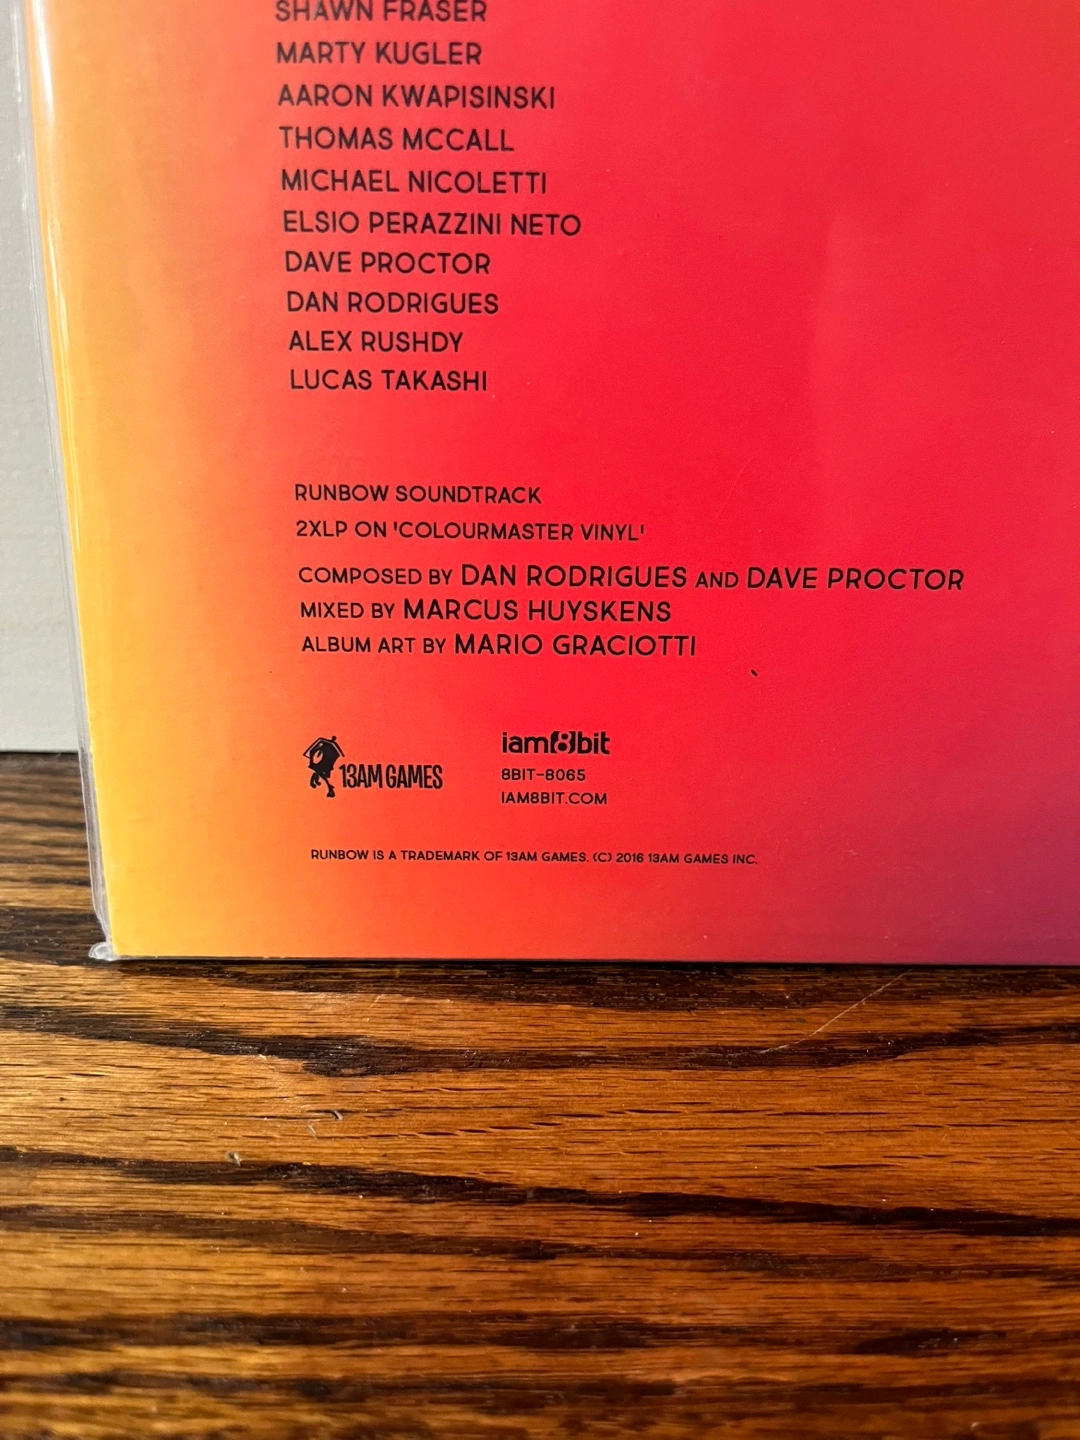 SHAWN FRASER
MARTY KUGLER
AARON KWAPISINSKI
THOMAS MCCALL
MICHAEL NICOLETTI
ELSIO PERAZZINI NETO
DAVE PROCTOR
DAN RODRIGUES
ALEX RUSHDY
LUCAS TAKASHI
RUNBOW SOUNDTRACK
2XLP ON 'COLOURMASTER VINYL'
COMPOSED BY DAN RODRIGUES AND DAVE PROCTOR
MIXED BY MARCUS HUYSKENS
ALBUM ART BY MARIO GRACIOTTI
13AM GAMES
iam8bit
8BIT-8065
IAM8BIT.COM
RUNBOW IS A TRADEMARK OF 13AM GAMES. (C) 2016 13AM GAMES INC.